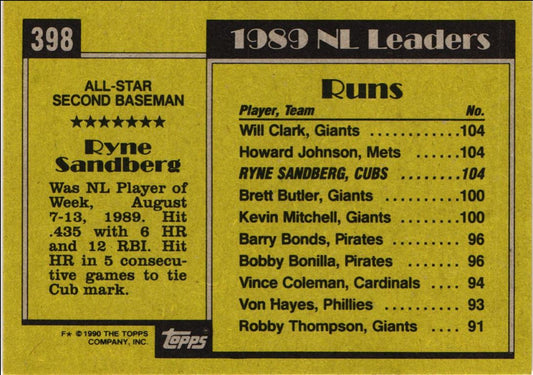 398
ALL-STAR
SECOND BASEMAN
★★★★★★★
Ryne
Sandberg
Was NL Player of
Week, August
7-13, 1989. Hit
.435 with 6 HR
and 12 RBI. Hit
HR in 5 consecu-
tive games to tie
Cub mark.
F★ © 1990 THE TOPPS
COMPANY, INC.
Topps
1989 NL Leaders
Runs
Player, Team No.
Will Clark, Giants ............104
Howard Johnson, Mets .......104
RYNE SANDBERG, CUBS ......104
Brett Butler, Giants ..........100
Kevin Mitchell, Giants ........100
Barry Bonds, Pirates .......... 96
Bobby Bonilla, Pirates ........ 96
Vince Coleman, Cardinals .... 94
Von Hayes, Phillies .......... 93
Robby Thompson, Giants .... 91